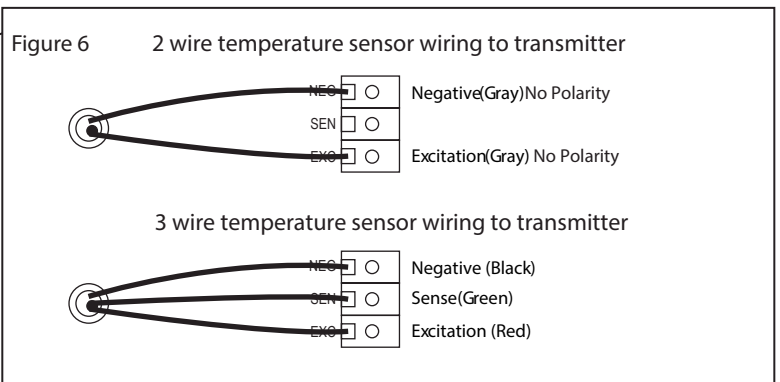 Figure 6 2 wire temperature sensor wiring to transmitter
NEG Negative(Gray)No Polarity
SEN
EXC Excitation(Gray) No Polarity
3 wire temperature sensor wiring to transmitter
NEG Negative (Black)
SEN Sense(Green)
EXC Excitation (Red)